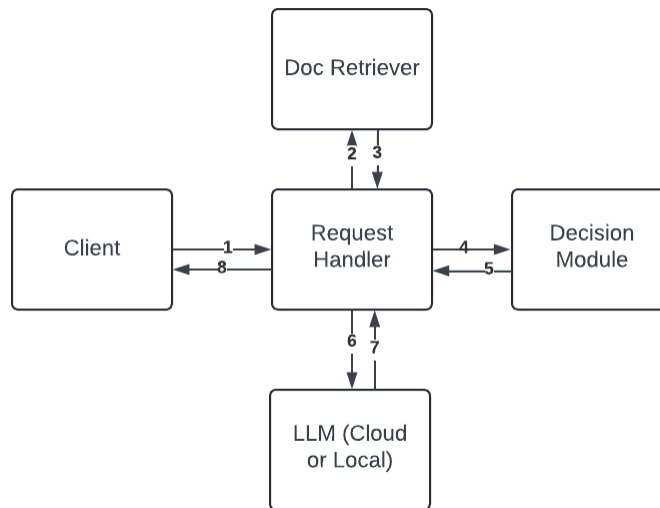 Doc Retriever
2
3
Client
1
8
Request
Handler
4
5
Decision
Module
6
7
LLM (Cloud
or Local)